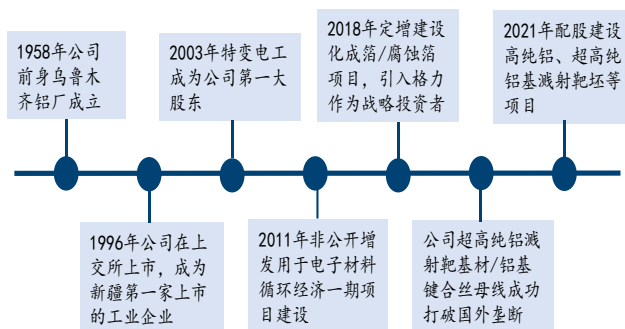 1958年公司
前身乌鲁木
齐铝厂成立
1996年公司在上
交所上市，成为
新疆第一家上市
的工业企业
2003年特变电工
成为公司第一大
股东
2011年非公开增
发用于电子材料
循环经济一期项
目建设
2018年定增建设
化成箔/腐蚀箔
项目，引入格力
作为战略投资者
公司超高纯铝溅
射靶基材/铝基
键合丝母线成功
打破国外垄断
2021年配股建设
高纯铝、超高纯
铝基溅射靶坯等
项目